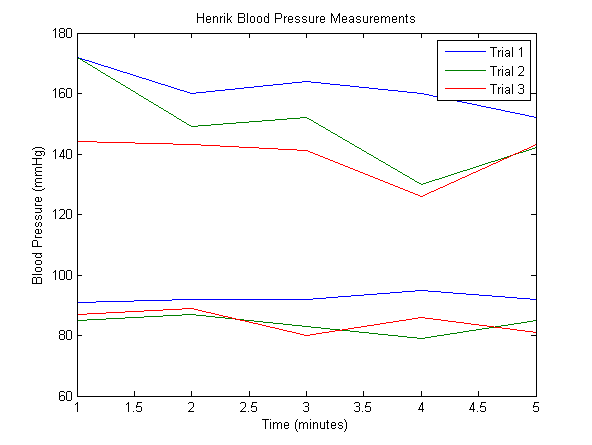 Henrik Blood Pressure Measurements
180
160
140
120
100
80
60
Blood Pressure (mmHg)
Trial 1
Trial 2
Trial 3
1 1.5 2 2.5 3 3.5 4 4.5 5
Time (minutes)